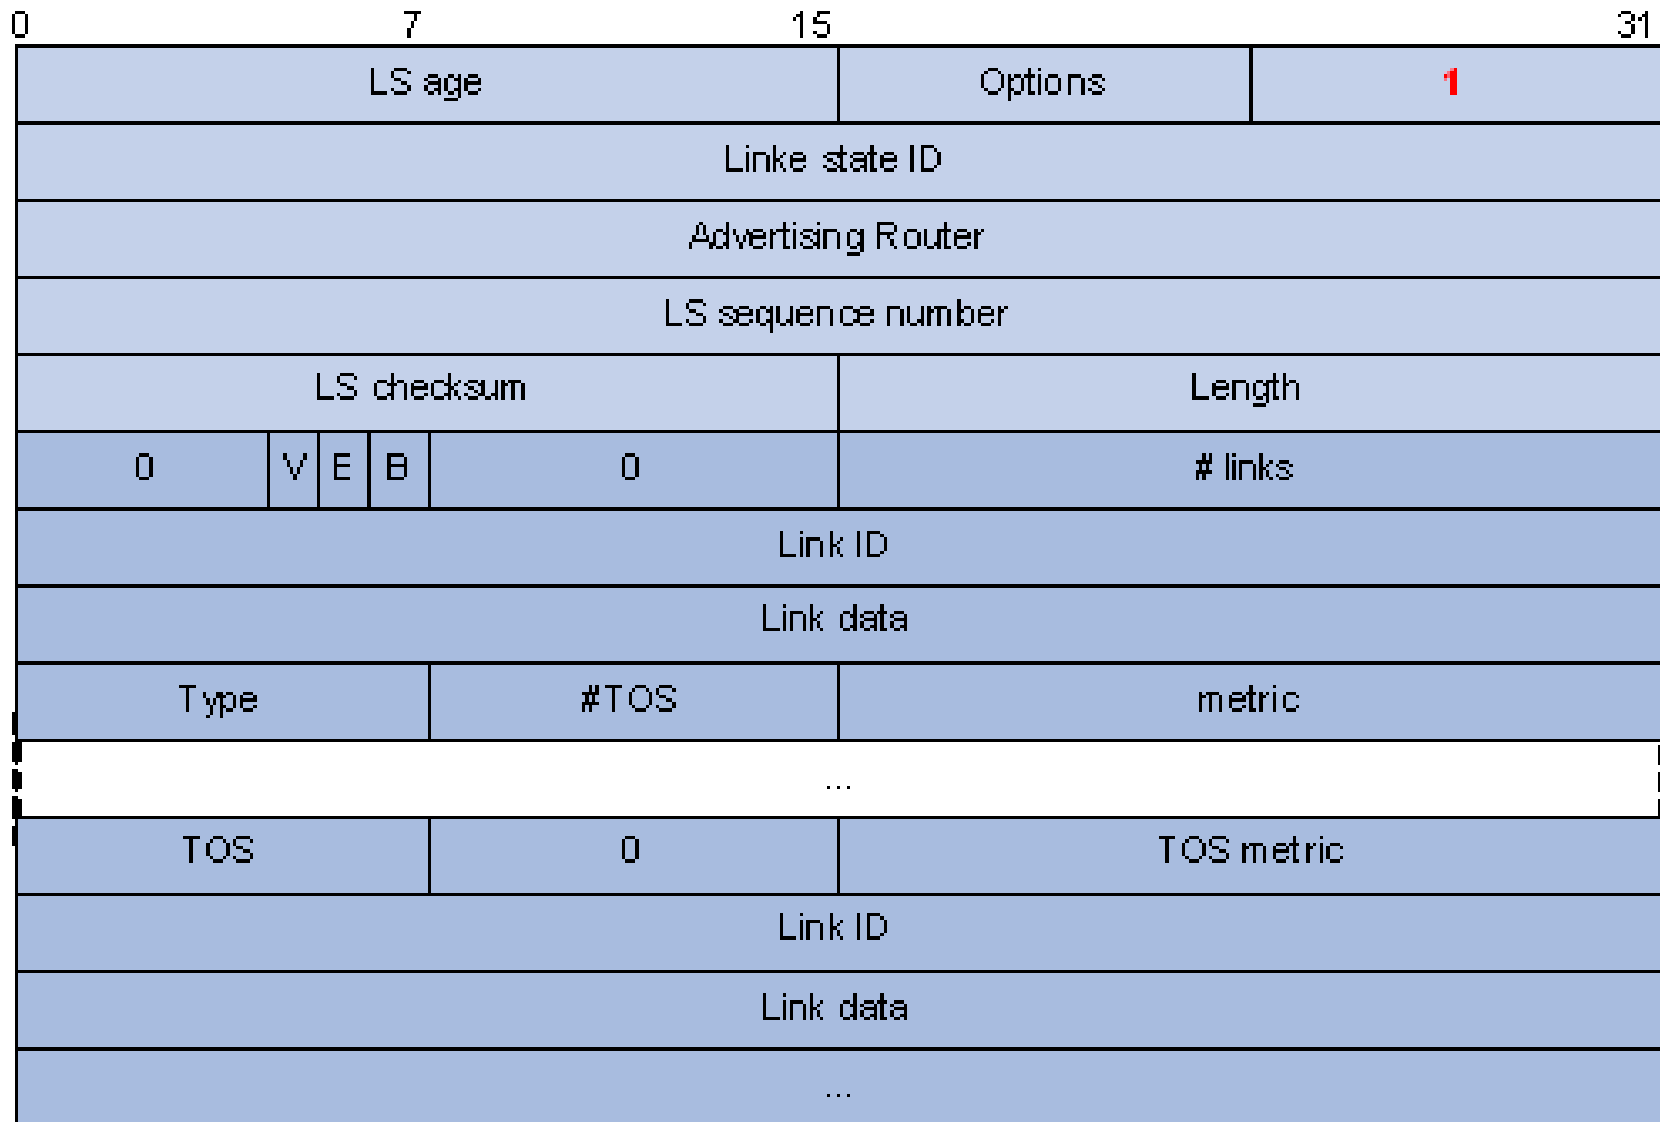 0 7 15 31
LS age Options 1
Linke state ID
Advertising Router
LS sequence number
LS checksum Length
0 V E B 0 # links
Link ID
Link data
Type #TOS metric
...
TOS 0 TOS metric
Link ID
Link data
...